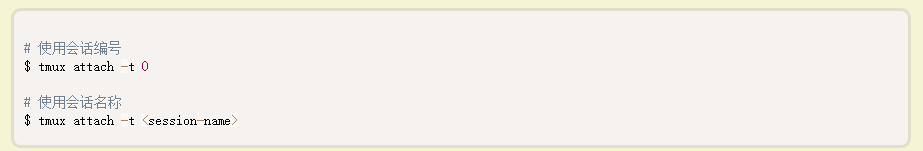 # 使用会话编号
$ tmux attach -t 0
# 使用会话名称
$ tmux attach -t <session-name>